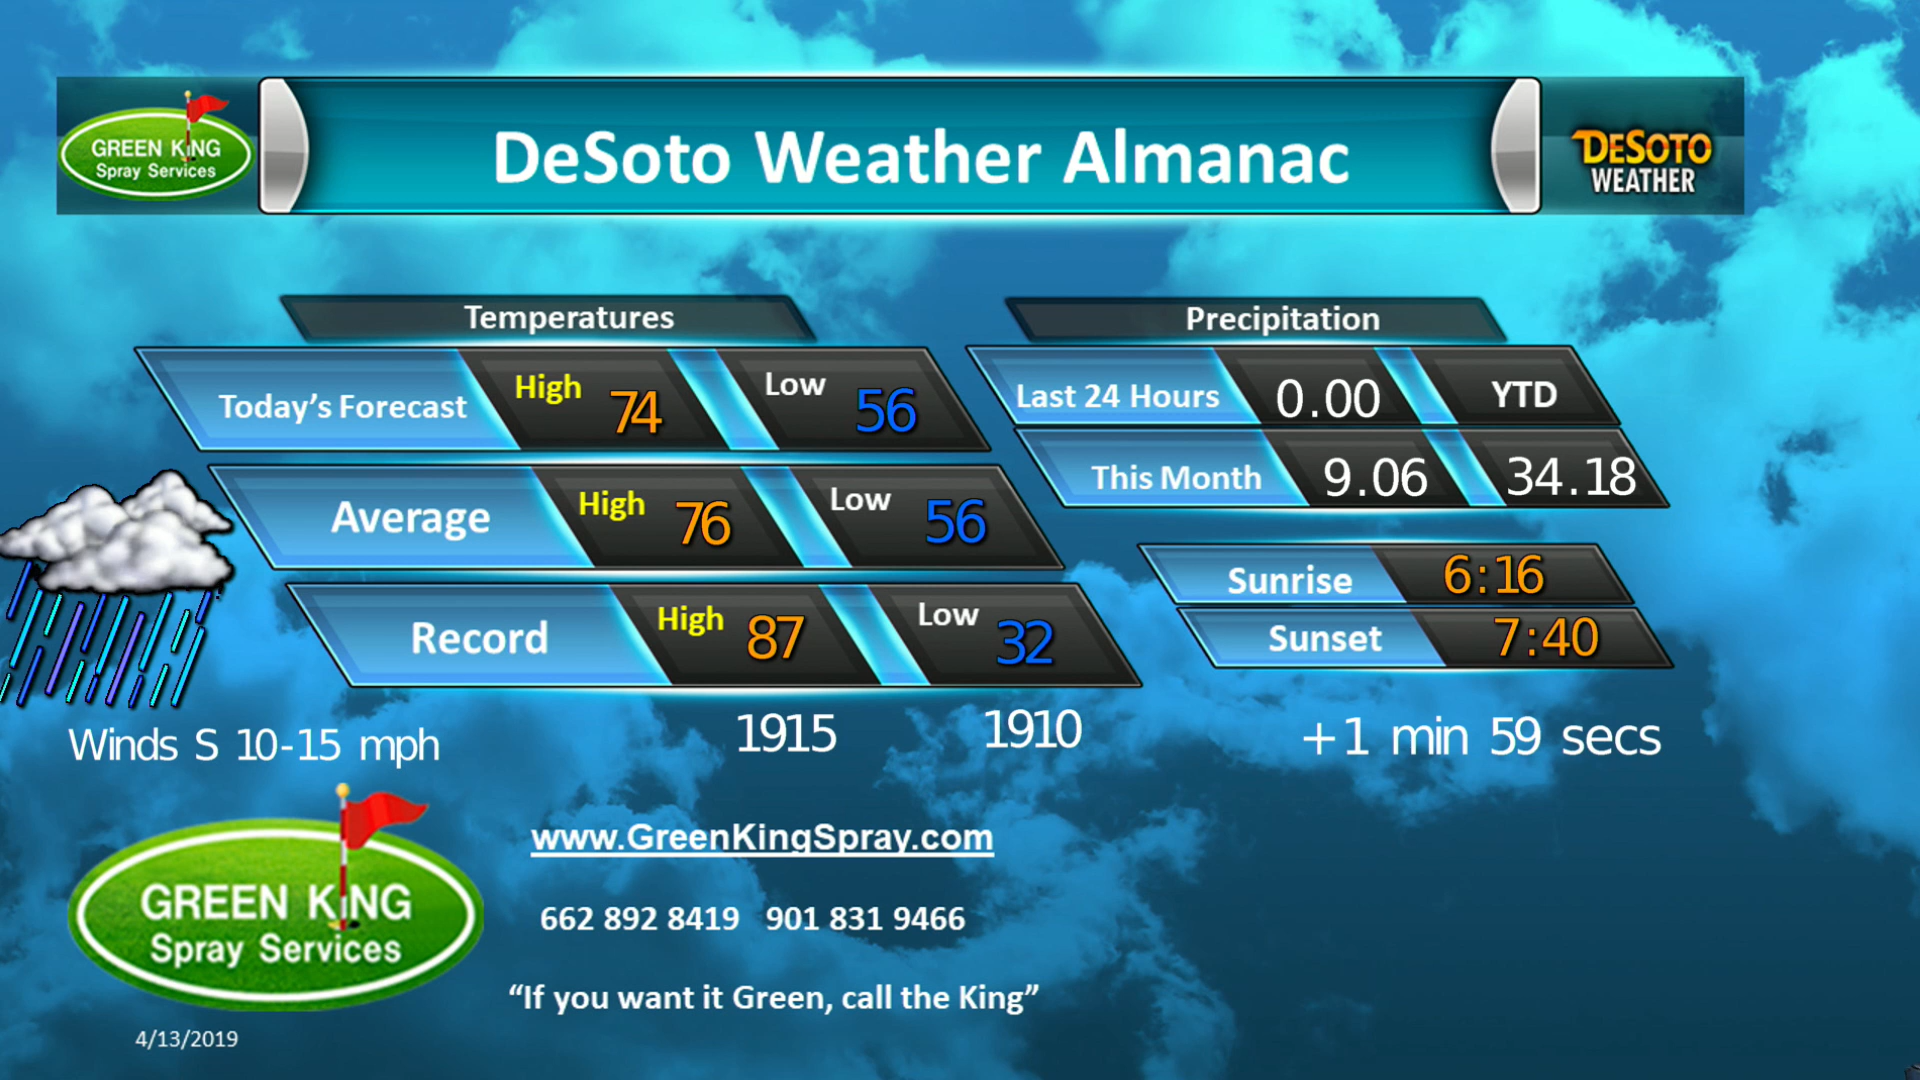 GREEN KING
Spray Services
DeSoto Weather Almanac
DESOTO
WEATHER
Temperatures
Today's Forecast High 74 Low 56
Average High 76 Low 56
Record High 87 Low 32
1915 1910
Precipitation
Last 24 Hours 0.00 YTD
This Month 9.06 34.18
Sunrise 6:16
Sunset 7:40
+1 min 59 secs
Winds S 10-15 mph
GREEN KING
Spray Services
www.GreenKingSpray.com
662 892 8419 901 831 9466
“If you want it Green, call the King”
4/13/2019